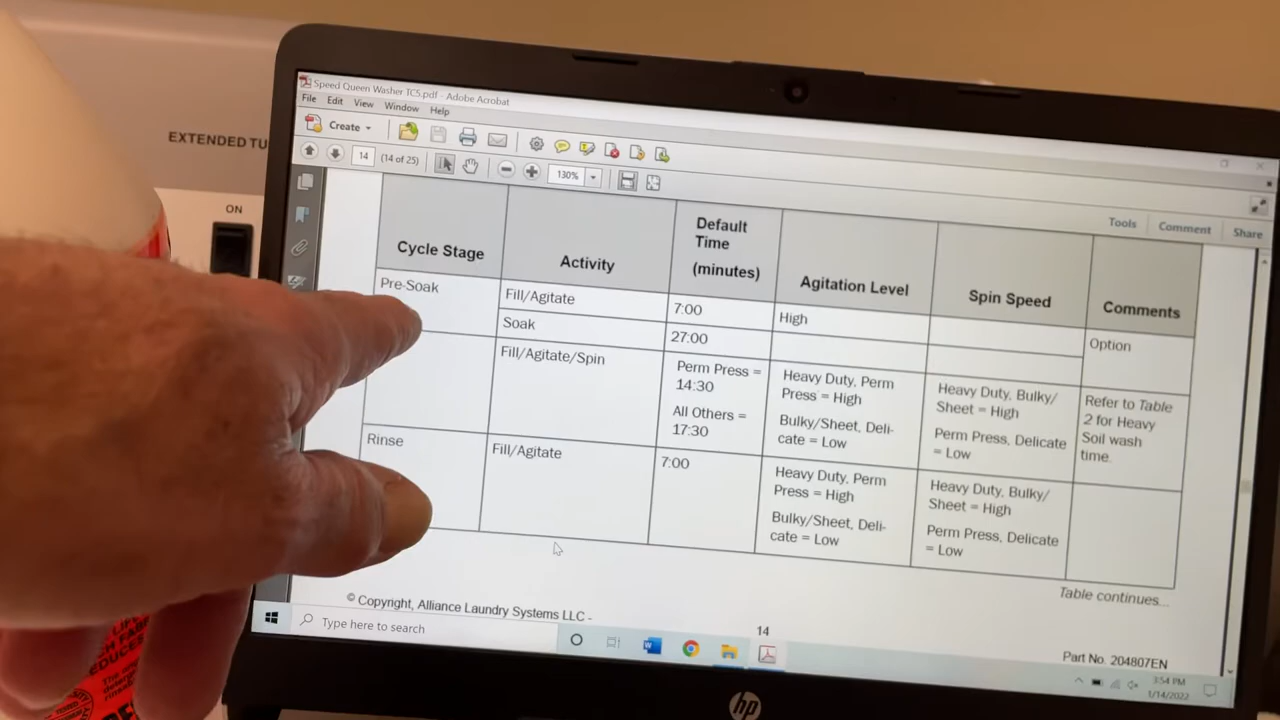 Speed Queen Washer TC5.pdf - Adobe Acrobat
File Edit View Window Help
Create
14 (14 of 25) 130%
Tools Comment Share
EXTENDED TU
ON
Cycle Stage
Activity
Default
Time
(minutes)
Agitation Level
Spin Speed
Comments
Pre-Soak
Fill/Agitate
7:00
High
Option
Soak
27:00
Fill/Agitate/Spin
Perm Press =
14:30
All Others =
17:30
Heavy Duty, Perm
Press = High
Bulky/Sheet, Deli-
cate = Low
Heavy Duty, Bulky/
Sheet = High
Perm Press, Delicate
= Low
Refer to Table
2 for Heavy
Soil wash
time.
Rinse
Fill/Agitate
7:00
Heavy Duty, Perm
Press = High
Bulky/Sheet, Deli-
cate = Low
Heavy Duty, Bulky/
Sheet = High
Perm Press, Delicate
= Low
Table continues...
© Copyright, Alliance Laundry Systems LLC -
14
Part No. 204807EN
Type here to search
3:54 PM
1/14/2022
hp